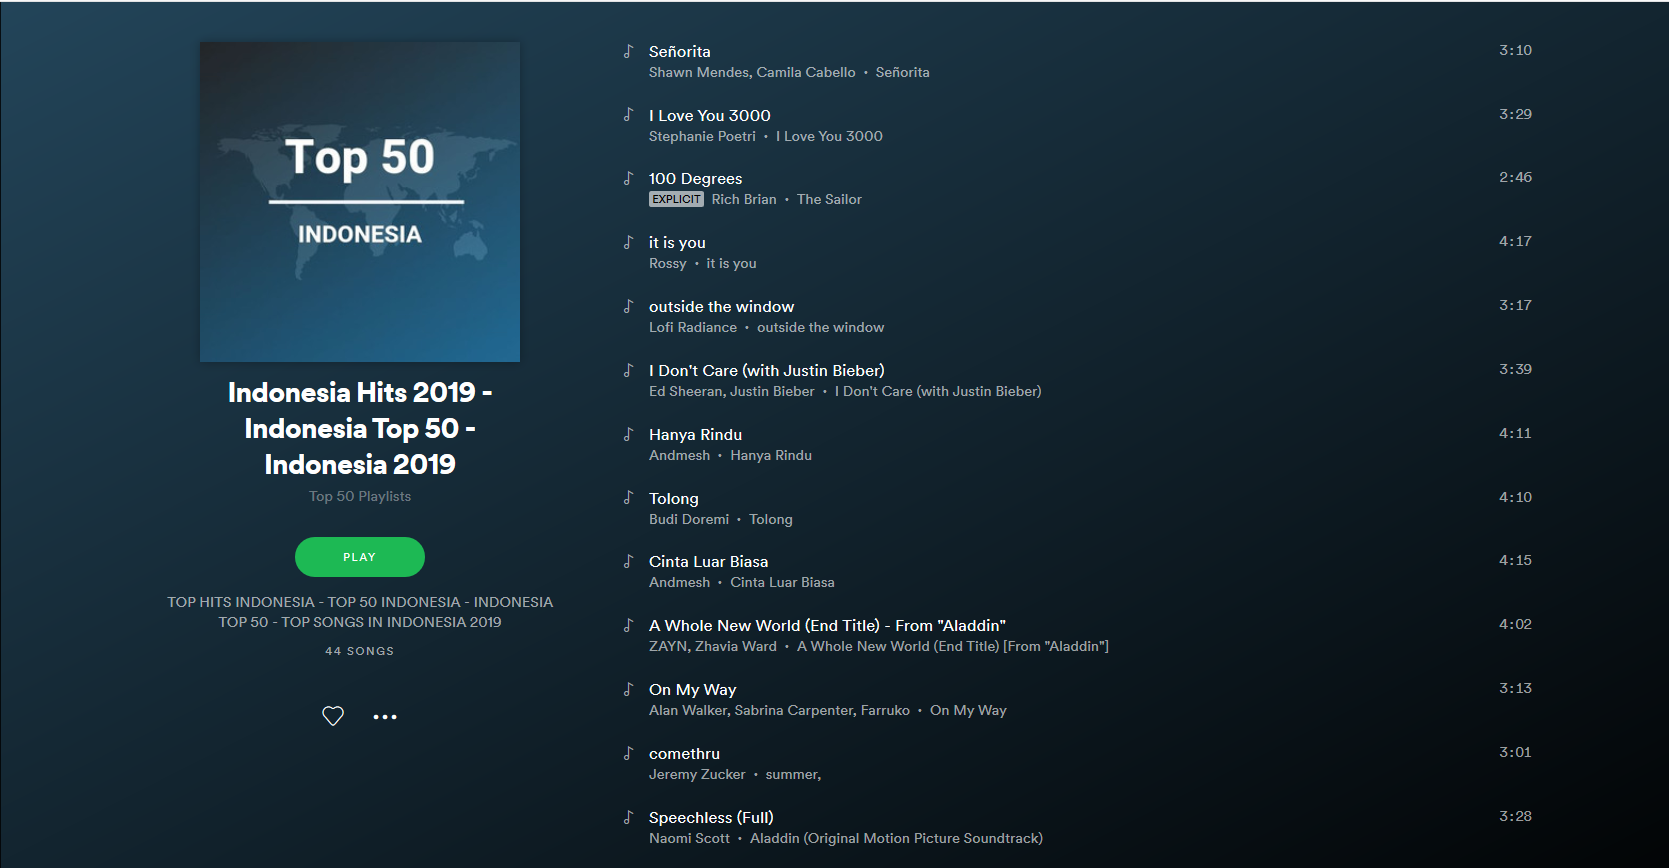 Top 50
INDONESIA
Indonesia Hits 2019 -
Indonesia Top 50 -
Indonesia 2019
Top 50 Playlists
PLAY
TOP HITS INDONESIA - TOP 50 INDONESIA - INDONESIA
TOP 50 - TOP SONGS IN INDONESIA 2019
44 SONGS
Señorita 3:10
Shawn Mendes, Camila Cabello • Señorita
I Love You 3000 3:29
Stephanie Poetri • I Love You 3000
100 Degrees 2:46
EXPLICIT Rich Brian • The Sailor
it is you 4:17
Rossy • it is you
outside the window 3:17
Lofi Radiance • outside the window
I Don't Care (with Justin Bieber) 3:39
Ed Sheeran, Justin Bieber • I Don't Care (with Justin Bieber)
Hanya Rindu 4:11
Andmesh • Hanya Rindu
Tolong 4:10
Budi Doremi • Tolong
Cinta Luar Biasa 4:15
Andmesh • Cinta Luar Biasa
A Whole New World (End Title) - From "Aladdin" 4:02
ZAYN, Zhavia Ward • A Whole New World (End Title) [From "Aladdin"]
On My Way 3:13
Alan Walker, Sabrina Carpenter, Farruko • On My Way
comethru 3:01
Jeremy Zucker • summer,
Speechless (Full) 3:28
Naomi Scott • Aladdin (Original Motion Picture Soundtrack)